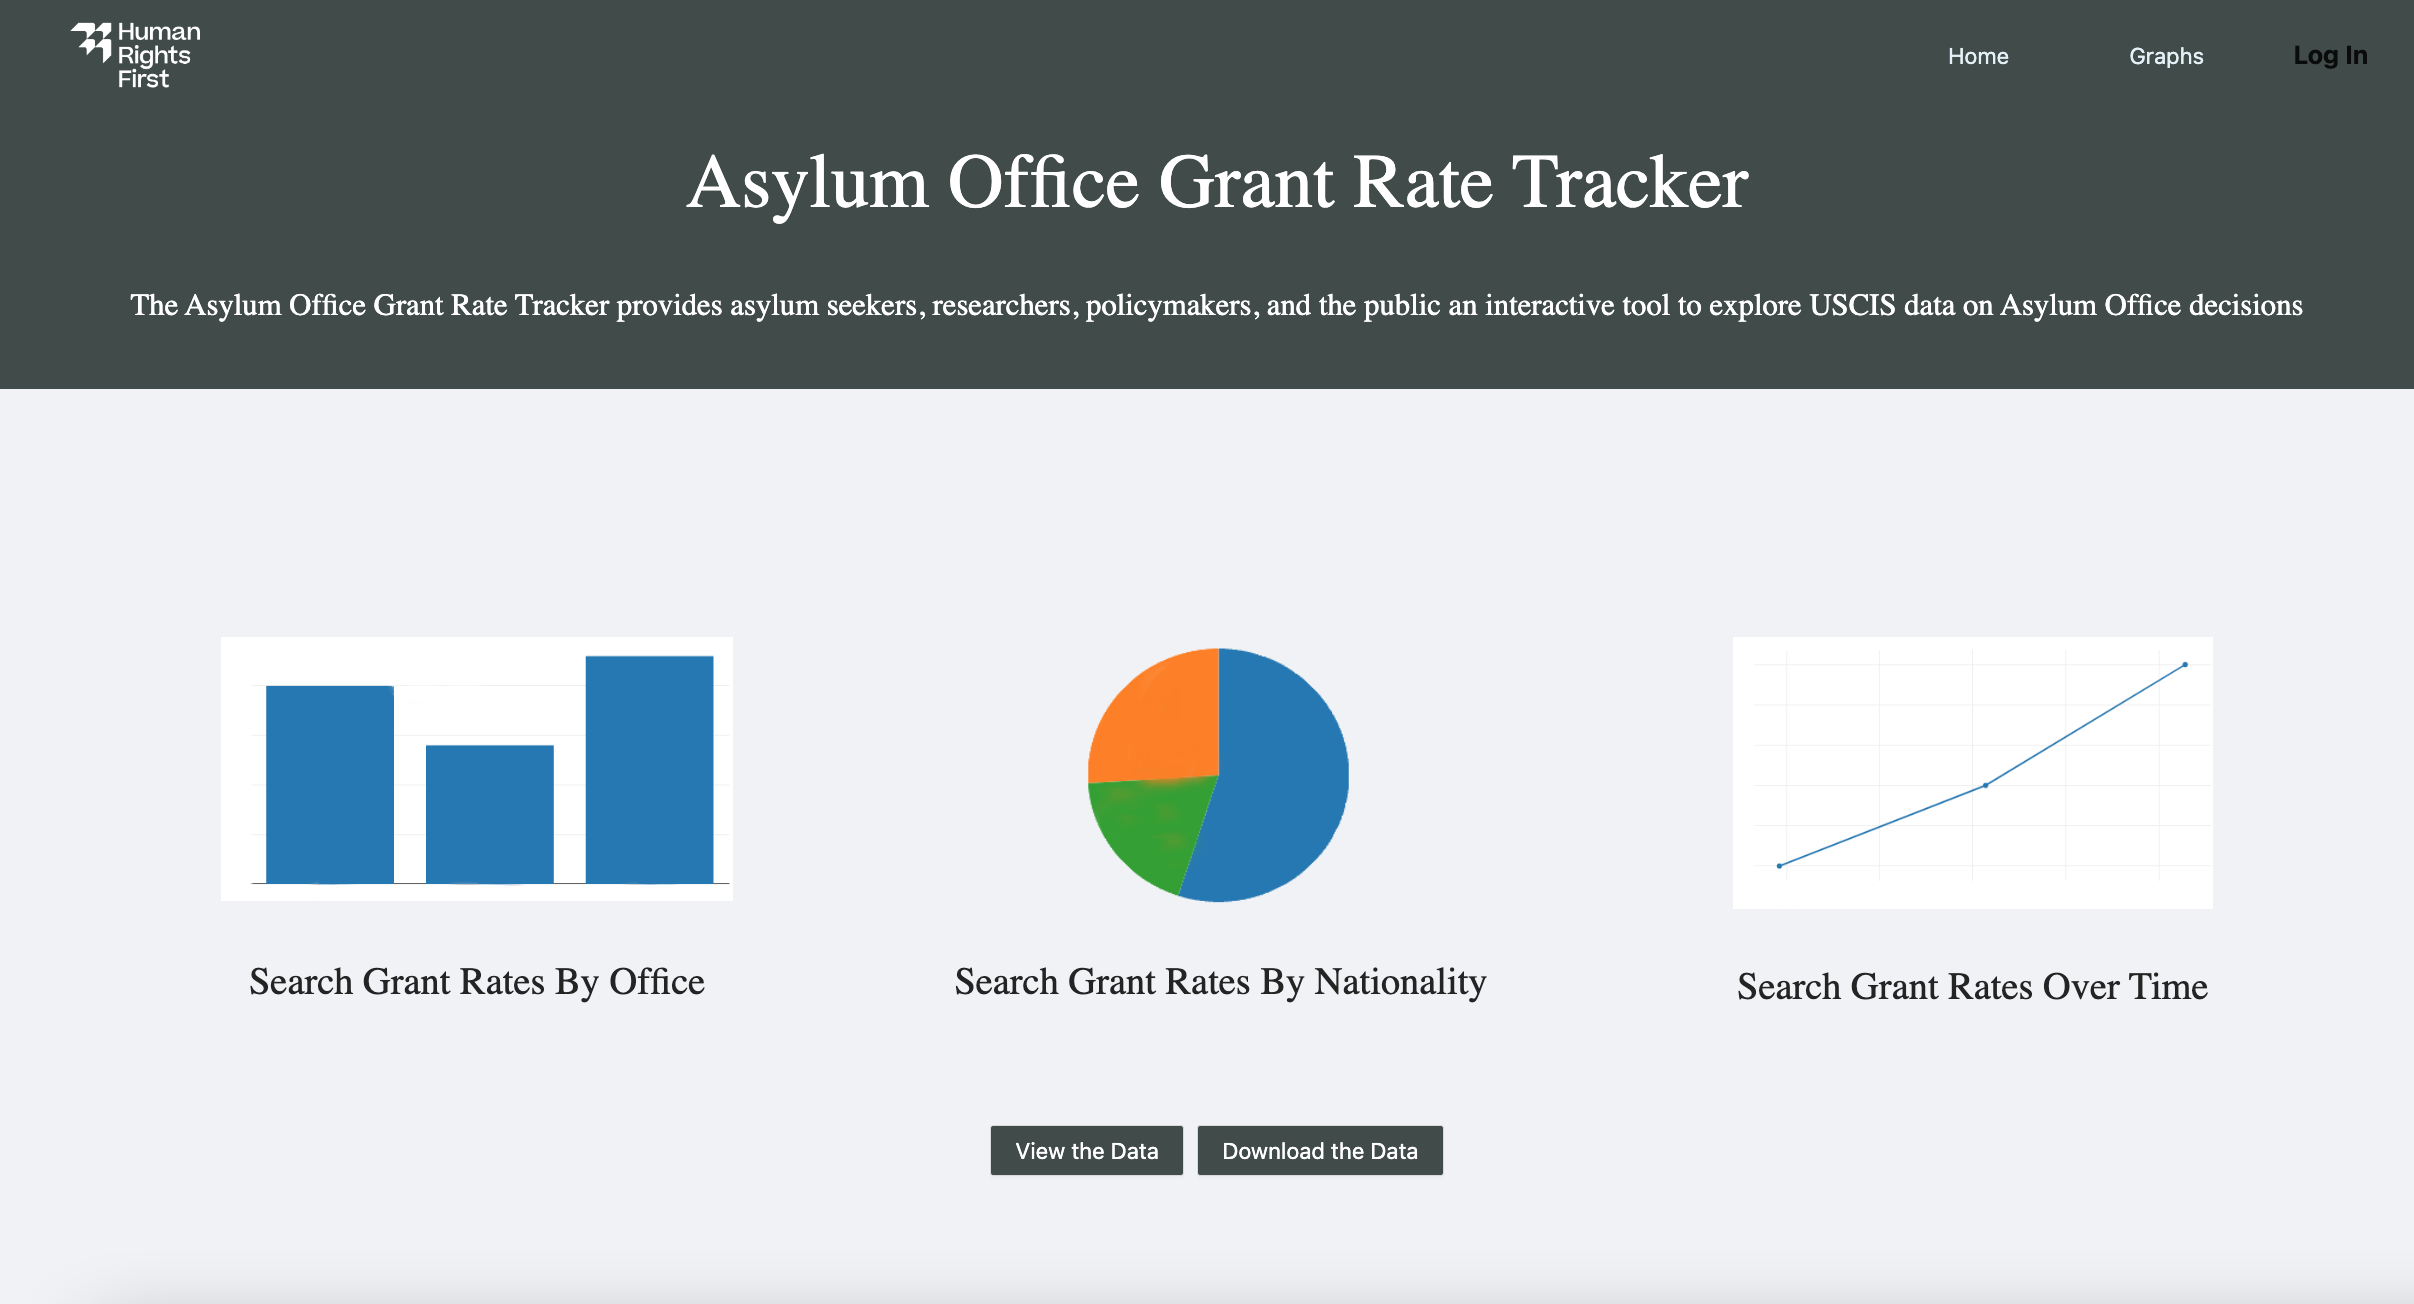 Human
Rights
First
Home
Graphs
Log In
Asylum Office Grant Rate Tracker
The Asylum Office Grant Rate Tracker provides asylum seekers, researchers, policymakers, and the public an interactive tool to explore USCIS data on Asylum Office decisions
Search Grant Rates By Office
Search Grant Rates By Nationality
Search Grant Rates Over Time
View the Data
Download the Data